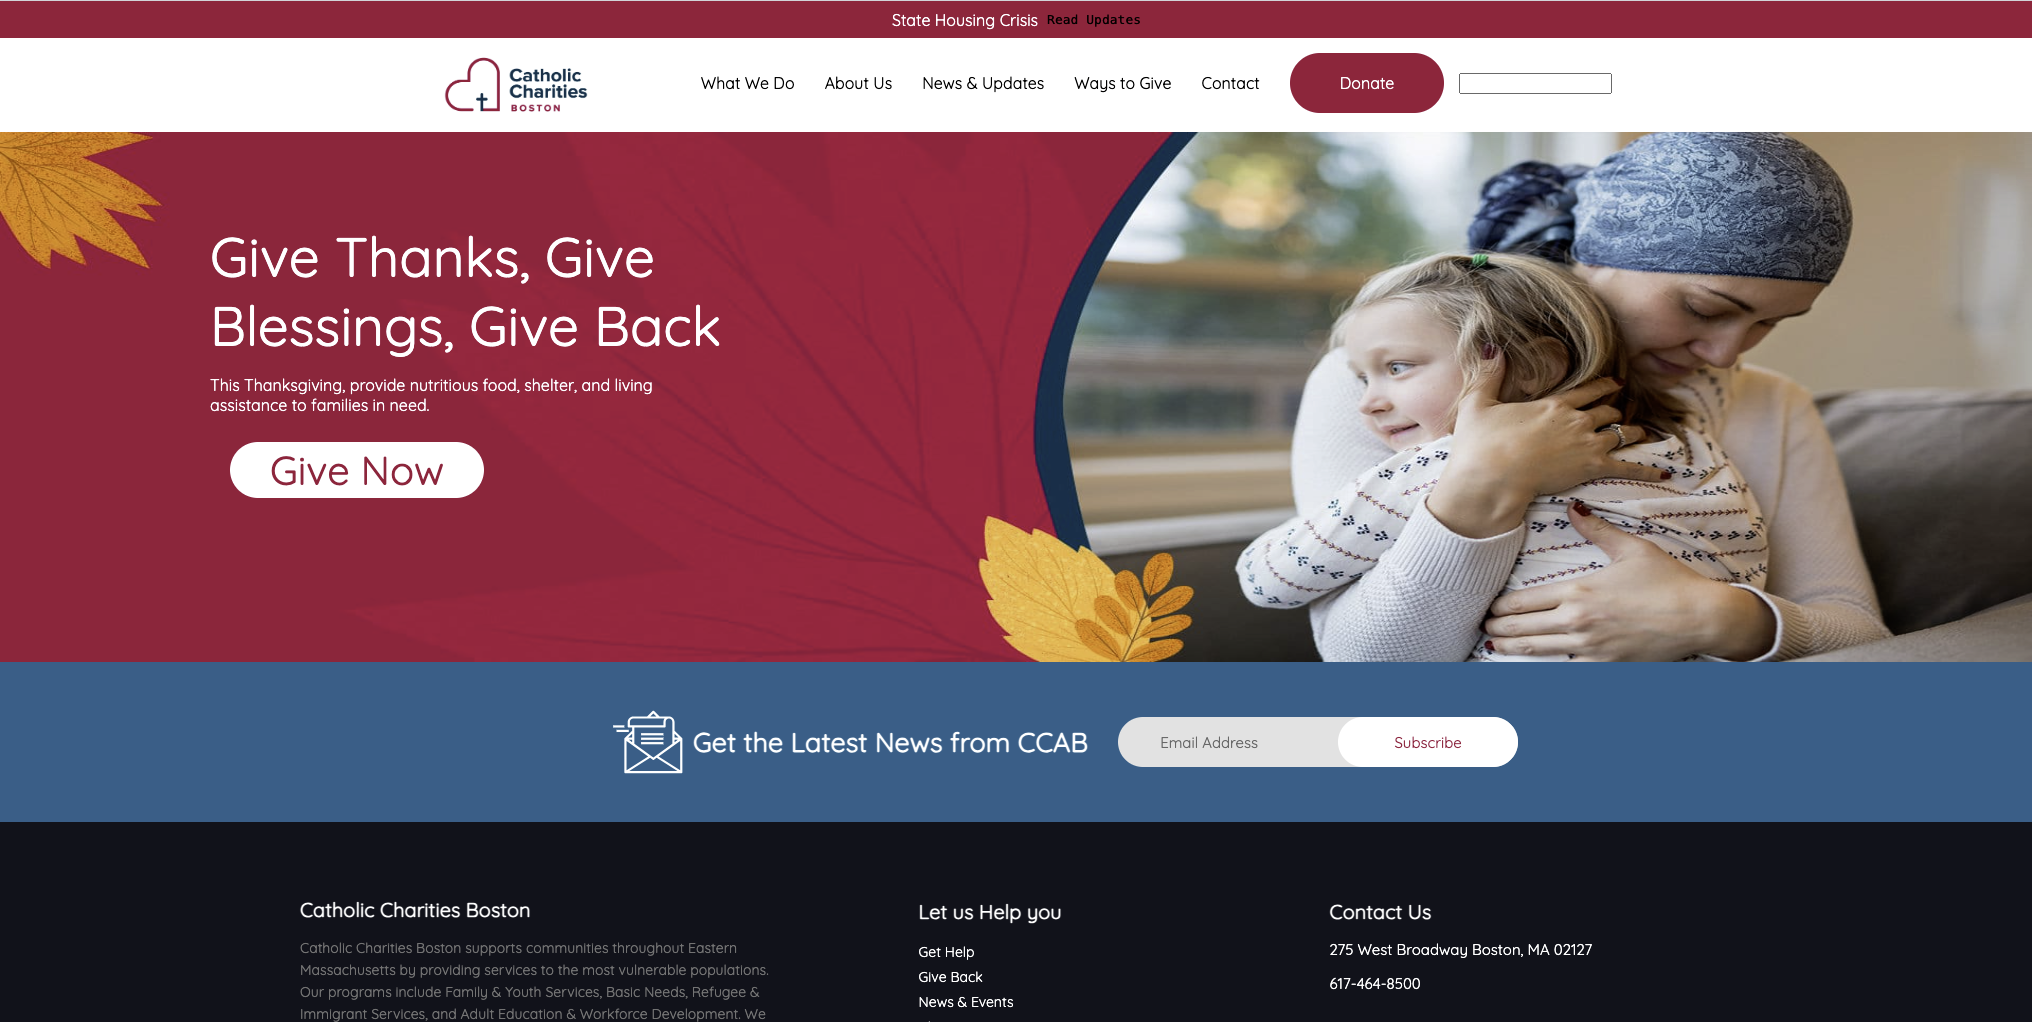 State Housing Crisis Read Updates
Catholic
Charities
BOSTON
What We Do
About Us
News & Updates
Ways to Give
Contact
Donate
Give Thanks, Give
Blessings, Give Back
This Thanksgiving, provide nutritious food, shelter, and living
assistance to families in need.
Give Now
Get the Latest News from CCAB
Email Address
Subscribe
Catholic Charities Boston
Catholic Charities Boston supports communities throughout Eastern
Massachusetts by providing services to the most vulnerable populations.
Our programs include Family & Youth Services, Basic Needs, Refugee &
Immigrant Services, and Adult Education & Workforce Development. We
Let us Help you
Get Help
Give Back
News & Events
Contact Us
275 West Broadway Boston, MA 02127
617-464-8500